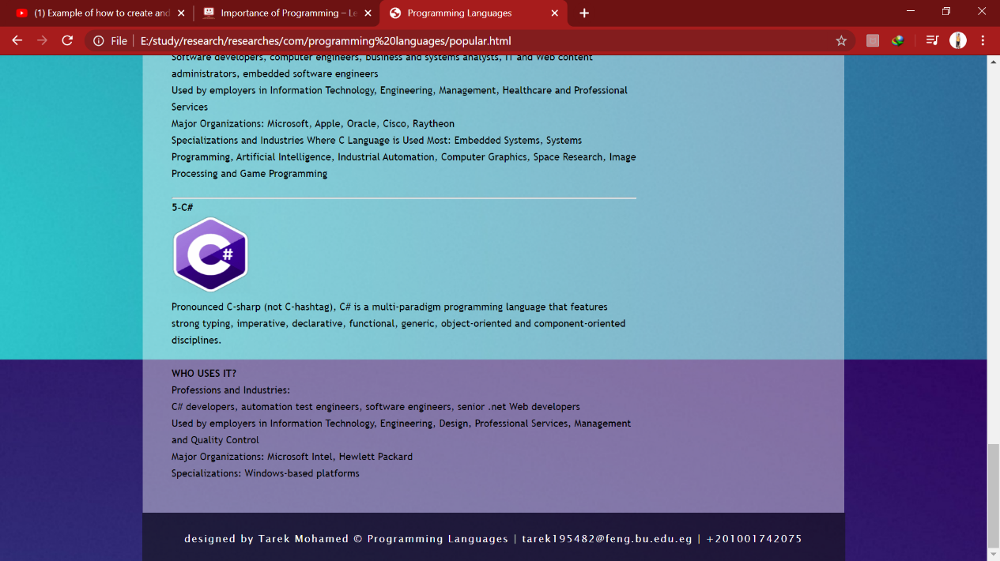 (1) Example of how to create and
Importance of Programming – Le
Programming Languages
File | E:/study/research/researches/com/programming%20languages/popular.html
Software developers, computer engineers, business and systems analysts, IT and Web content
administrators, embedded software engineers
Used by employers in Information Technology, Engineering, Management, Healthcare and Professional
Services
Major Organizations: Microsoft, Apple, Oracle, Cisco, Raytheon
Specializations and Industries Where C Language is Used Most: Embedded Systems, Systems
Programming, Artificial Intelligence, Industrial Automation, Computer Graphics, Space Research, Image
Processing and Game Programming
5-C#
C#
Pronounced C-sharp (not C-hashtag), C# is a multi-paradigm programming language that features
strong typing, imperative, declarative, functional, generic, object-oriented and component-oriented
disciplines.
WHO USES IT?
Professions and Industries:
C# developers, automation test engineers, software engineers, senior .net Web developers
Used by employers in Information Technology, Engineering, Design, Professional Services, Management
and Quality Control
Major Organizations: Microsoft Intel, Hewlett Packard
Specializations: Windows-based platforms
designed by Tarek Mohamed © Programming Languages | tarek195482@feng.bu.edu.eg | +201001742075